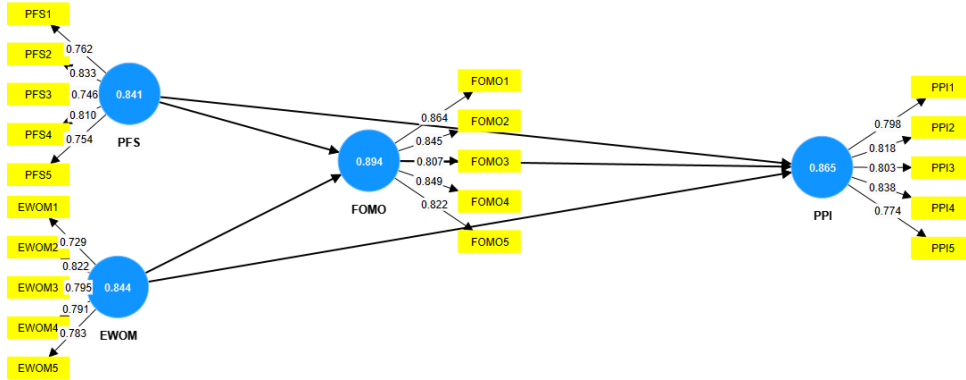 PFS1
PFS2
PFS3
PFS4
PFS5
0.762
0.833
0.746
0.810
0.754
0.841
PFS
EWOM1
EWOM2
EWOM3
EWOM4
EWOM5
0.729
0.822
0.795
0.791
0.783
0.844
EWOM
0.894
FOMO
0.864
0.845
0.807
0.849
0.822
FOMO1
FOMO2
FOMO3
FOMO4
FOMO5
0.865
PPI
0.798
0.818
0.803
0.838
0.774
PPI1
PPI2
PPI3
PPI4
PPI5